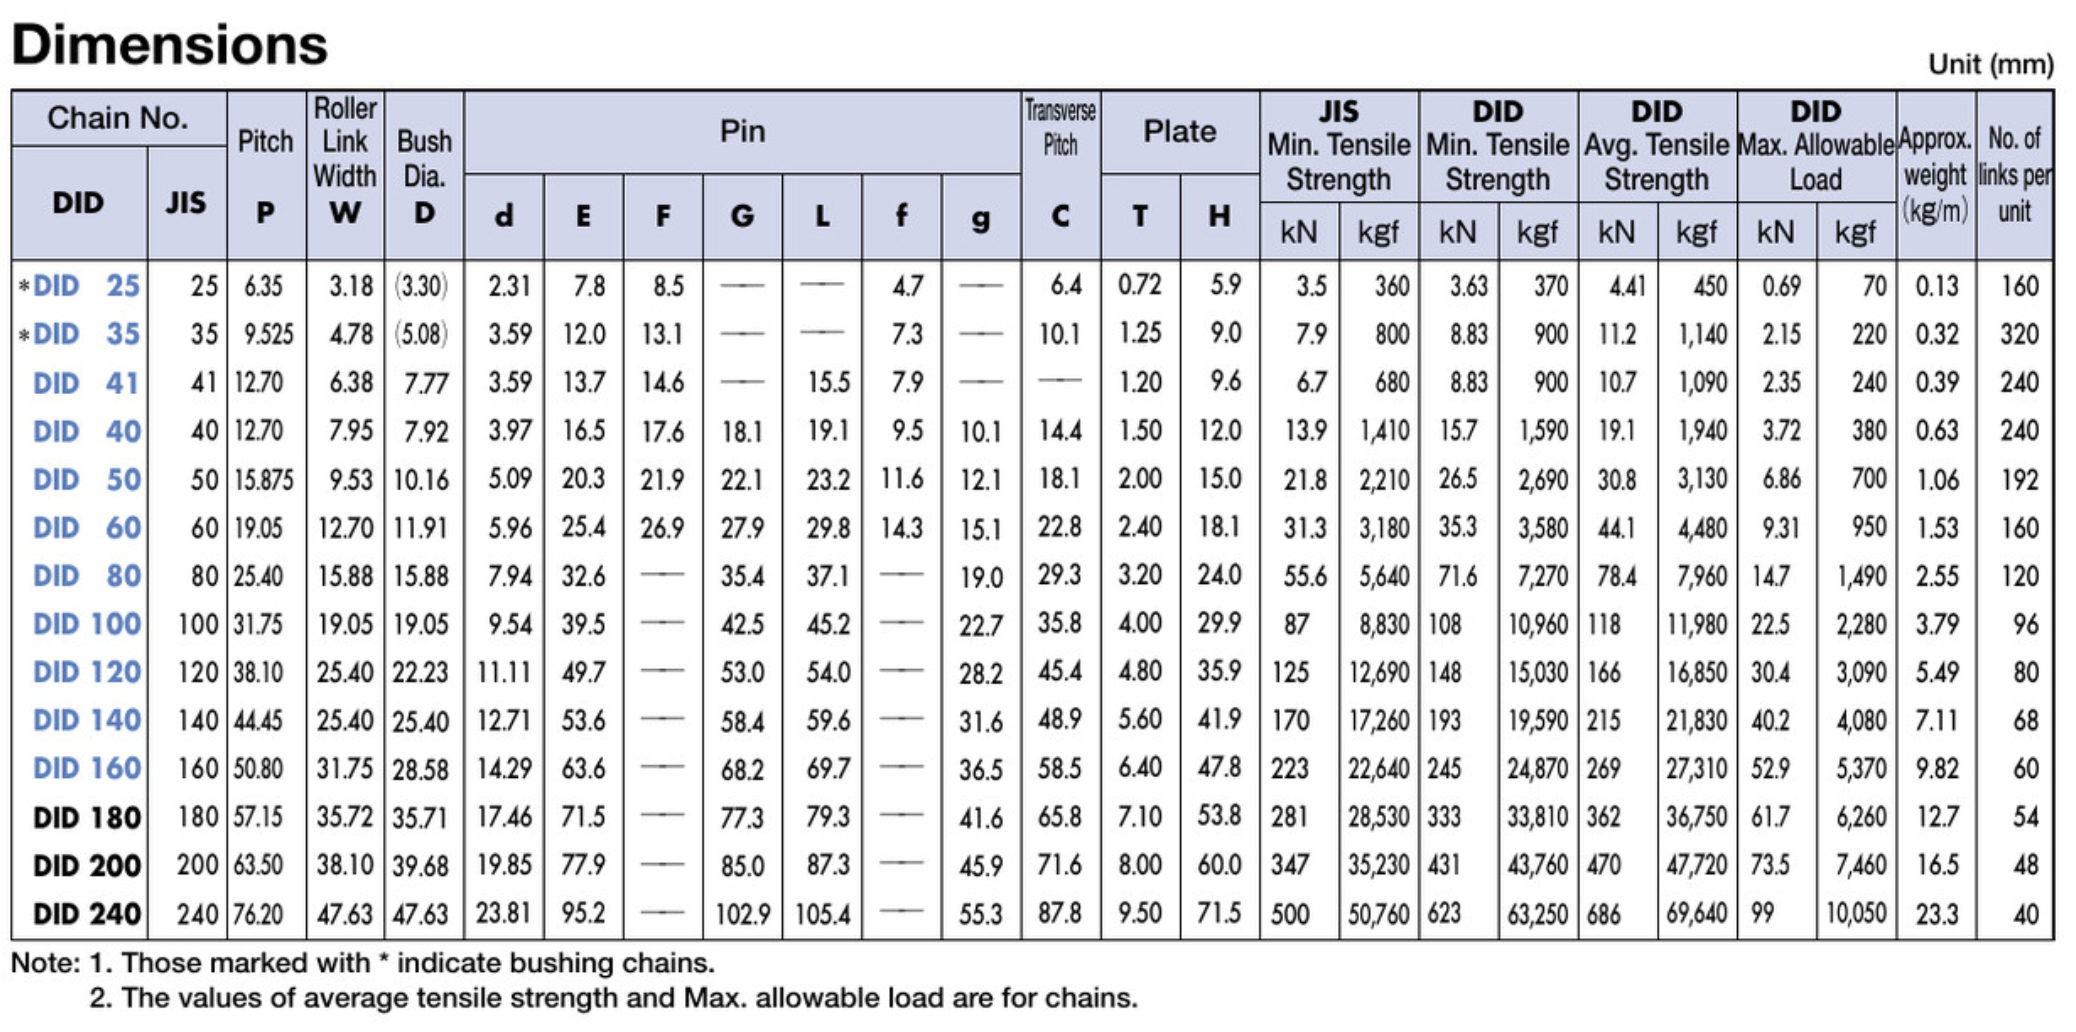 Dimensions
Unit (mm)
Chain No. Pitch Roller Link Width Bush Dia. Pin Transverse Pitch Plate JIS Min. Tensile Strength DID Min. Tensile Strength DID Avg. Tensile Strength DID Max. Allowable Load Approx. weight (kg/m) No. of links per unit
DID JIS P W D d E F G L f g C T H kN kgf kN kgf kN kgf kN kgf
*DID 25 25 6.35 3.18 (3.30) 2.31 7.8 8.5 — — 4.7 — 6.4 0.72 5.9 3.5 360 3.63 370 4.41 450 0.69 70 0.13 160
*DID 35 35 9.525 4.78 (5.08) 3.59 12.0 13.1 — — 7.3 — 10.1 1.25 9.0 7.9 800 8.83 900 11.2 1,140 2.15 220 0.32 320
DID 41 41 12.70 6.38 7.77 3.59 13.7 14.6 — 15.5 7.9 — — 1.20 9.6 6.7 680 8.83 900 10.7 1,090 2.35 240 0.39 240
DID 40 40 12.70 7.95 7.92 3.97 16.5 17.6 18.1 19.1 9.5 10.1 14.4 1.50 12.0 13.9 1,410 15.7 1,590 19.1 1,940 3.72 380 0.63 240
DID 50 50 15.875 9.53 10.16 5.09 20.3 21.9 22.1 23.2 11.6 12.1 18.1 2.00 15.0 21.8 2,210 26.5 2,690 30.8 3,130 6.86 700 1.06 192
DID 60 60 19.05 12.70 11.91 5.96 25.4 26.9 27.9 29.8 14.3 15.1 22.8 2.40 18.1 31.3 3,180 35.3 3,580 44.1 4,480 9.31 950 1.53 160
DID 80 80 25.40 15.88 15.88 7.94 32.6 — 35.4 37.1 — 19.0 29.3 3.20 24.0 55.6 5,640 71.6 7,270 78.4 7,960 14.7 1,490 2.55 120
DID 100 100 31.75 19.05 19.05 9.54 39.5 — 42.5 45.2 — 22.7 35.8 4.00 29.9 87 8,830 108 10,960 118 11,980 22.5 2,280 3.79 96
DID 120 120 38.10 25.40 22.23 11.11 49.7 — 53.0 54.0 — 28.2 45.4 4.80 35.9 125 12,690 148 15,030 166 16,850 30.4 3,090 5.49 80
DID 140 140 44.45 25.40 25.40 12.71 53.6 — 58.4 59.6 — 31.6 48.9 5.60 41.9 170 17,260 193 19,590 215 21,830 40.2 4,080 7.11 68
DID 160 160 50.80 31.75 28.58 14.29 63.6 — 68.2 69.7 — 36.5 58.5 6.40 47.8 223 22,640 245 24,870 269 27,310 52.9 5,370 9.82 60
DID 180 180 57.15 35.72 35.71 17.46 71.5 — 77.3 79.3 — 41.6 65.8 7.10 53.8 281 28,530 333 33,810 362 36,750 61.7 6,260 12.7 54
DID 200 200 63.50 38.10 39.68 19.85 77.9 — 85.0 87.3 — 45.9 71.6 8.00 60.0 347 35,230 431 43,760 470 47,720 73.5 7,460 16.5 48
DID 240 240 76.20 47.63 47.63 23.81 95.2 — 102.9 105.4 — 55.3 87.8 9.50 71.5 500 50,760 623 63,250 686 69,640 99 10,050 23.3 40
Note: 1. Those marked with * indicate bushing chains.
2. The values of average tensile strength and Max. allowable load are for chains.